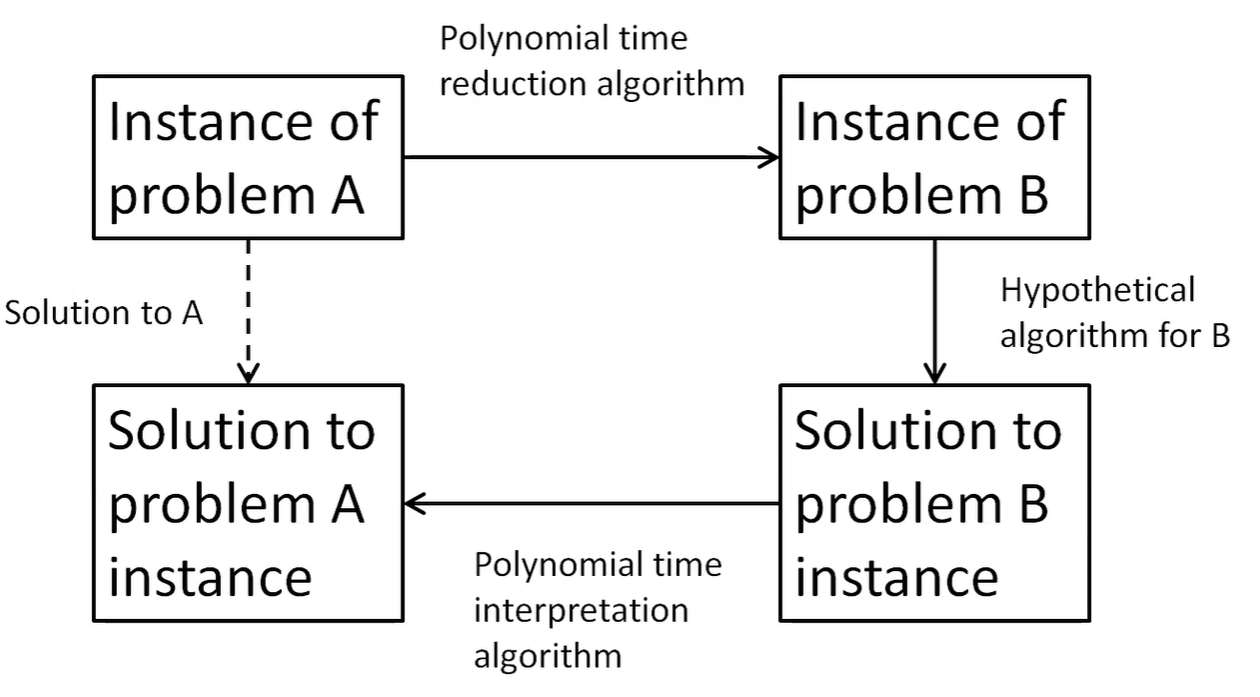 Polynomial time
reduction algorithm
Instance of
problem A
Instance of
problem B
Solution to A
Hypothetical
algorithm for B
Solution to
problem A
instance
Solution to
problem B
instance
Polynomial time
interpretation
algorithm